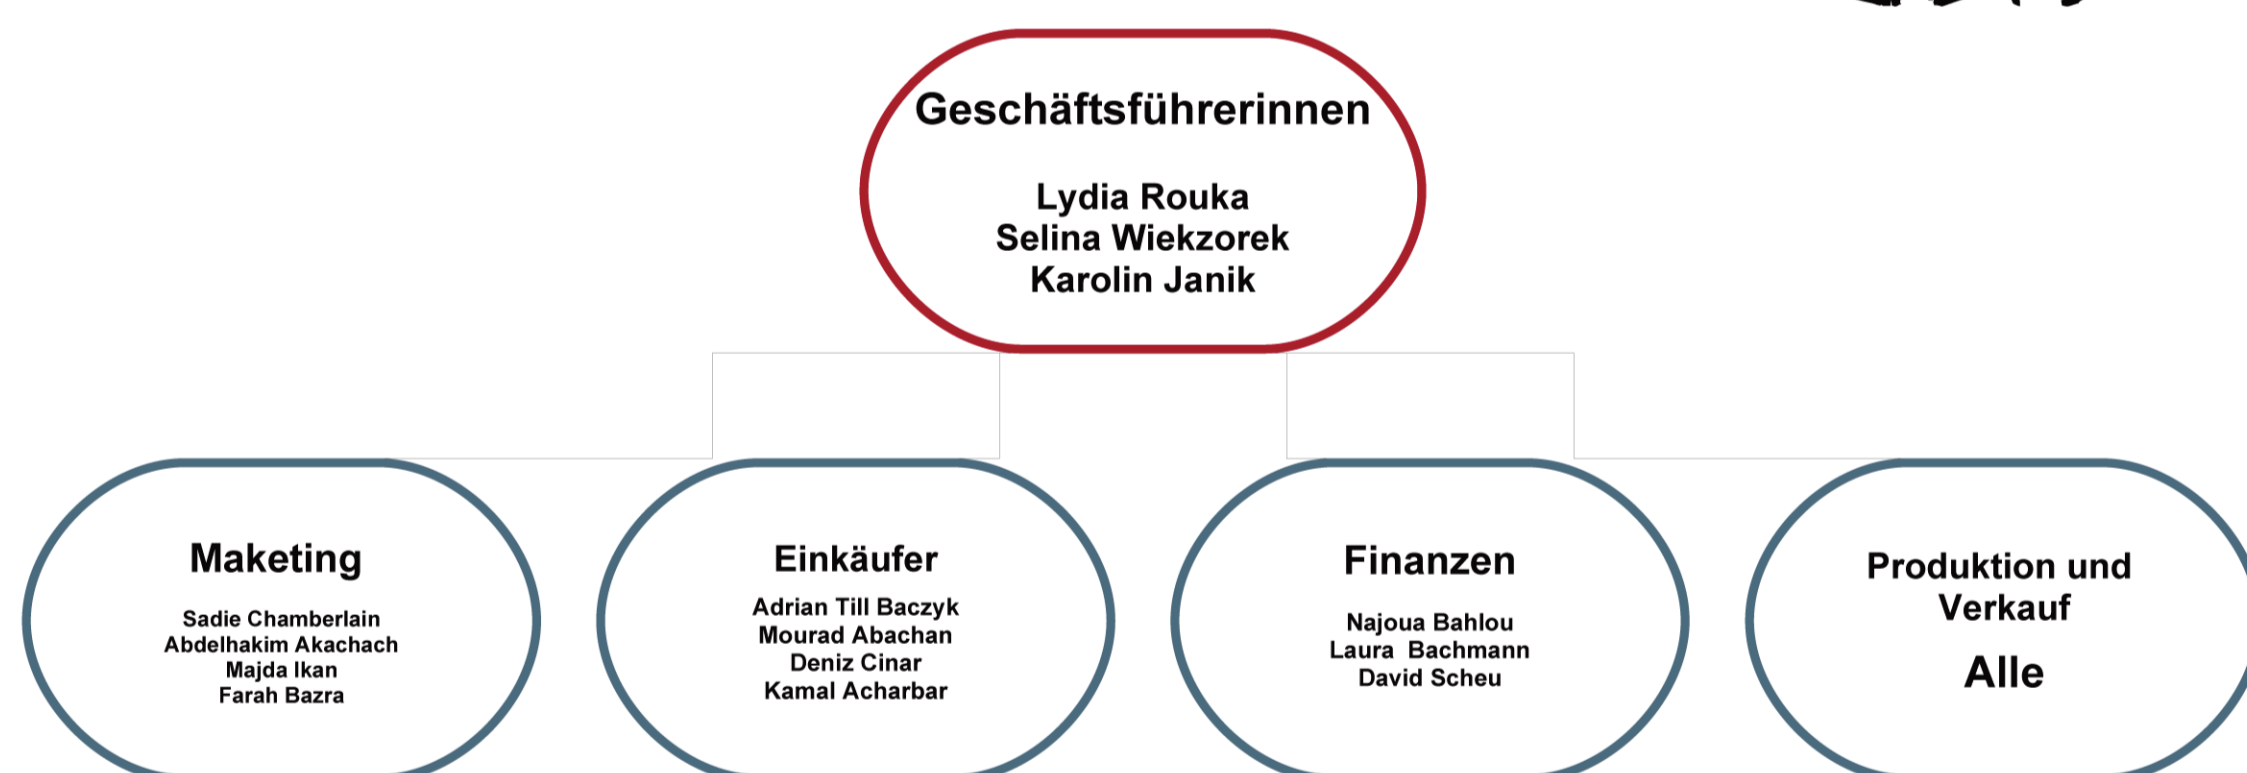 Geschäftsführerinnen
Lydia Rouka
Selina Wiekzorek
Karolin Janik
Maketing
Sadie Chamberlain
Abdelhakim Akachach
Majda Ikan
Farah Bazra
Einkäufer
Adrian Till Baczyk
Mourad Abachan
Deniz Cinar
Kamal Acharbar
Finanzen
Najoua Bahlou
Laura  Bachmann
David Scheu
Produktion und
Verkauf
Alle